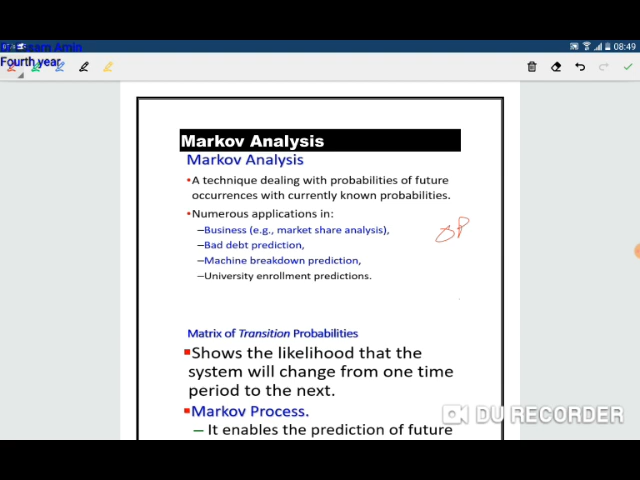 08:49
Fourth year
Markov Analysis
Markov Analysis
•A technique dealing with probabilities of future
occurrences with currently known probabilities.
•Numerous applications in:
–Business (e.g., market share analysis),
–Bad debt prediction,
–Machine breakdown prediction,
–University enrollment predictions.
Matrix of Transition Probabilities
▪Shows the likelihood that the
system will change from one time
period to the next.
▪Markov Process.
– It enables the prediction of future
DU RECORDER